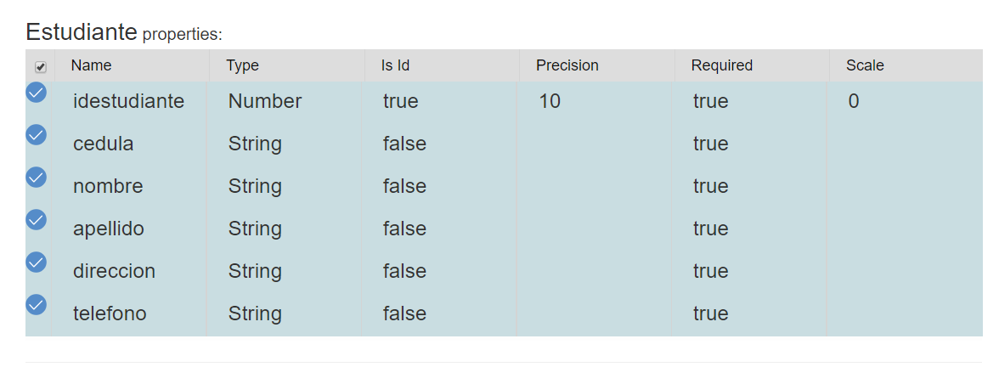 Estudiante properties:
Name Type Is Id Precision Required Scale
idestudiante Number true 10 true 0
cedula String false true
nombre String false true
apellido String false true
direccion String false true
telefono String false true